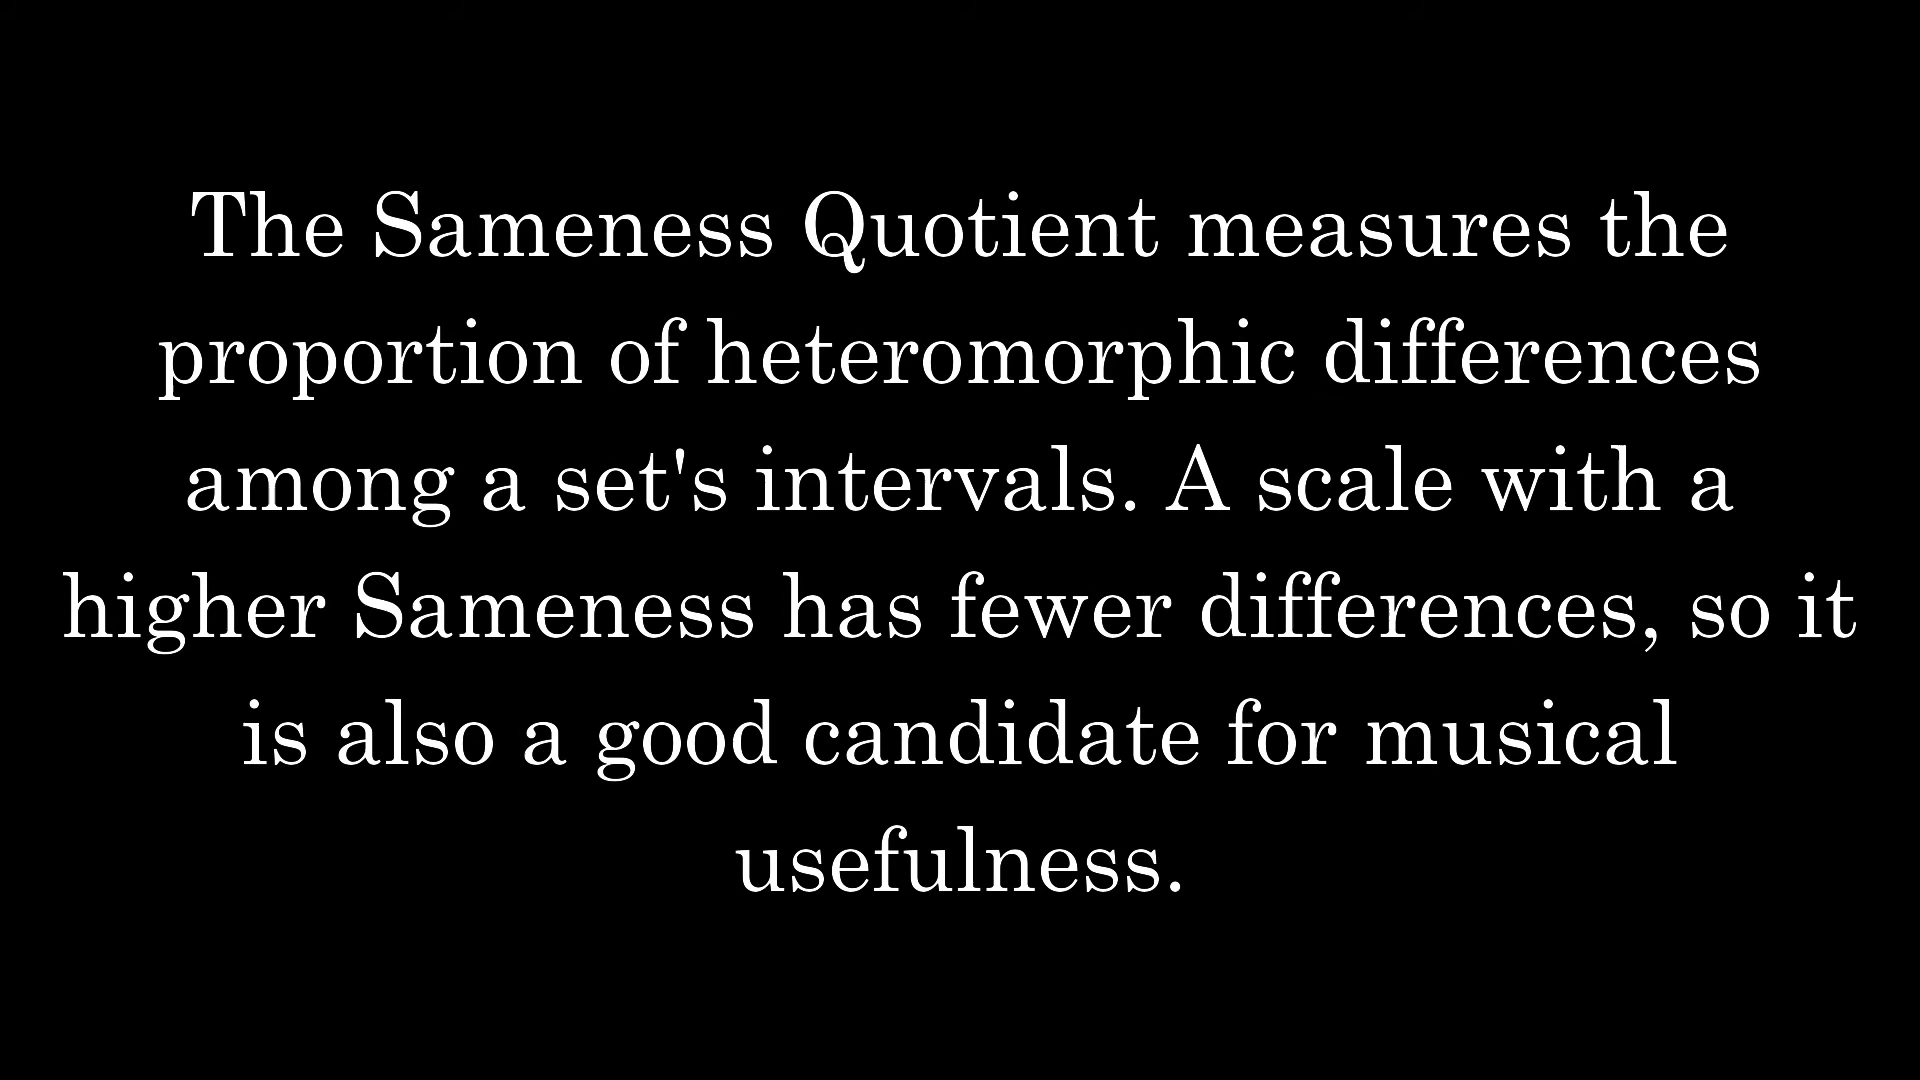 The Sameness Quotient measures the
proportion of heteromorphic differences
among a set's intervals. A scale with a
higher Sameness has fewer differences, so it
is also a good candidate for musical
usefulness.